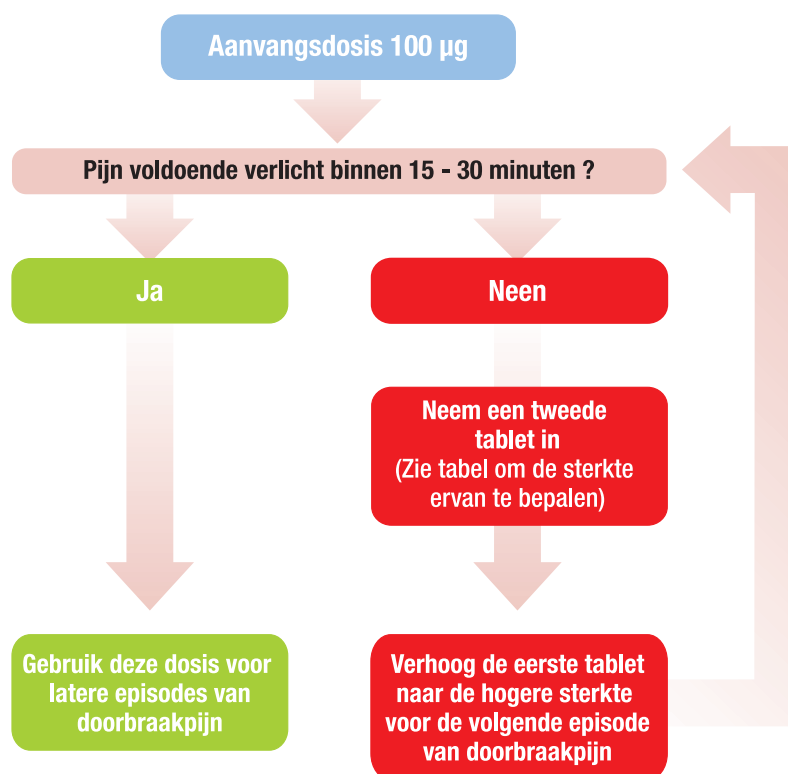 Aanvangsdosis 100 µg
Pijn voldoende verlicht binnen 15 - 30 minuten ?
Ja
Neen
Neem een tweede
tablet in
(Zie tabel om de sterkte
ervan te bepalen)
Gebruik deze dosis voor
latere episodes van
doorbraakpijn
Verhoog de eerste tablet
naar de hogere sterkte
voor de volgende episode
van doorbraakpijn